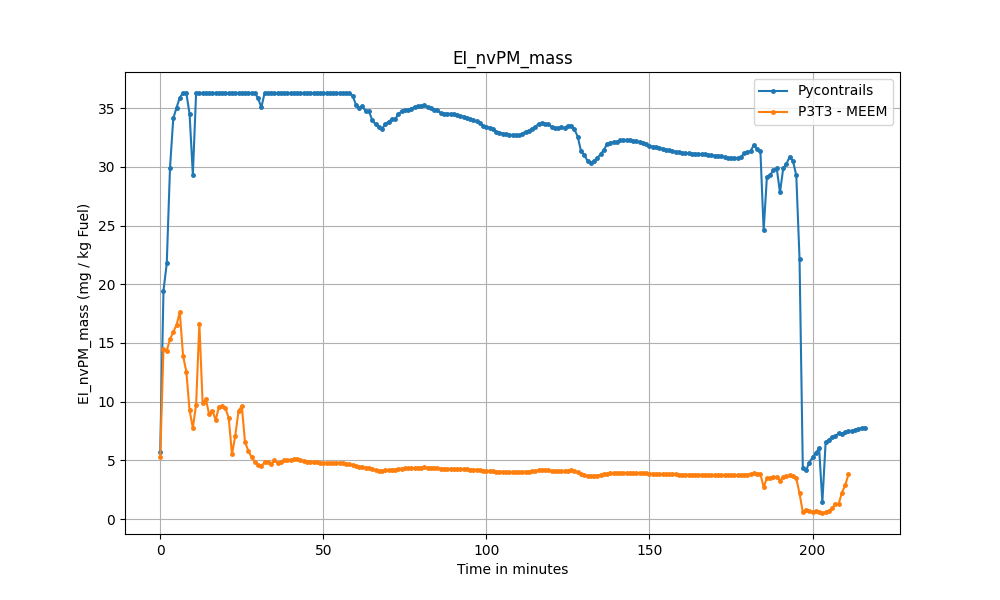 EI_nvPM_mass
Pycontrails
P3T3 - MEEM
EI_nvPM_mass (mg / kg Fuel)
35
30
25
20
15
10
5
0
0 50 100 150 200
Time in minutes